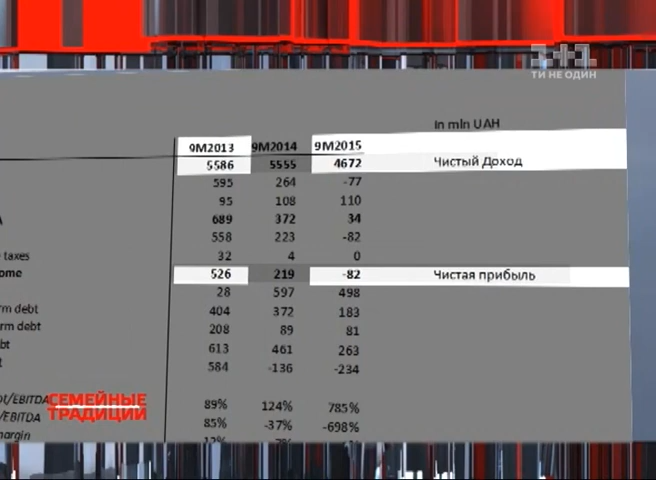 1+1
ТИ НЕ ОДИН
in mln UAH
9M2013 9M2014 9M2015
5586 5555 4672 Чистый Доход
595 264 -77
95 108 110
689 372 34
558 223 -82
taxes 32 4 0
ome 526 219 -82 Чистая прибыль
28 597 498
rm debt 404 372 183
rm debt 208 89 81
bt 613 461 263
584 -136 -234
bt/EBITDA 89% 124% 785%
/EBITDA 85% -37% -698%
margin
СЕМЕЙНЫЕ
ТРАДИЦИИ